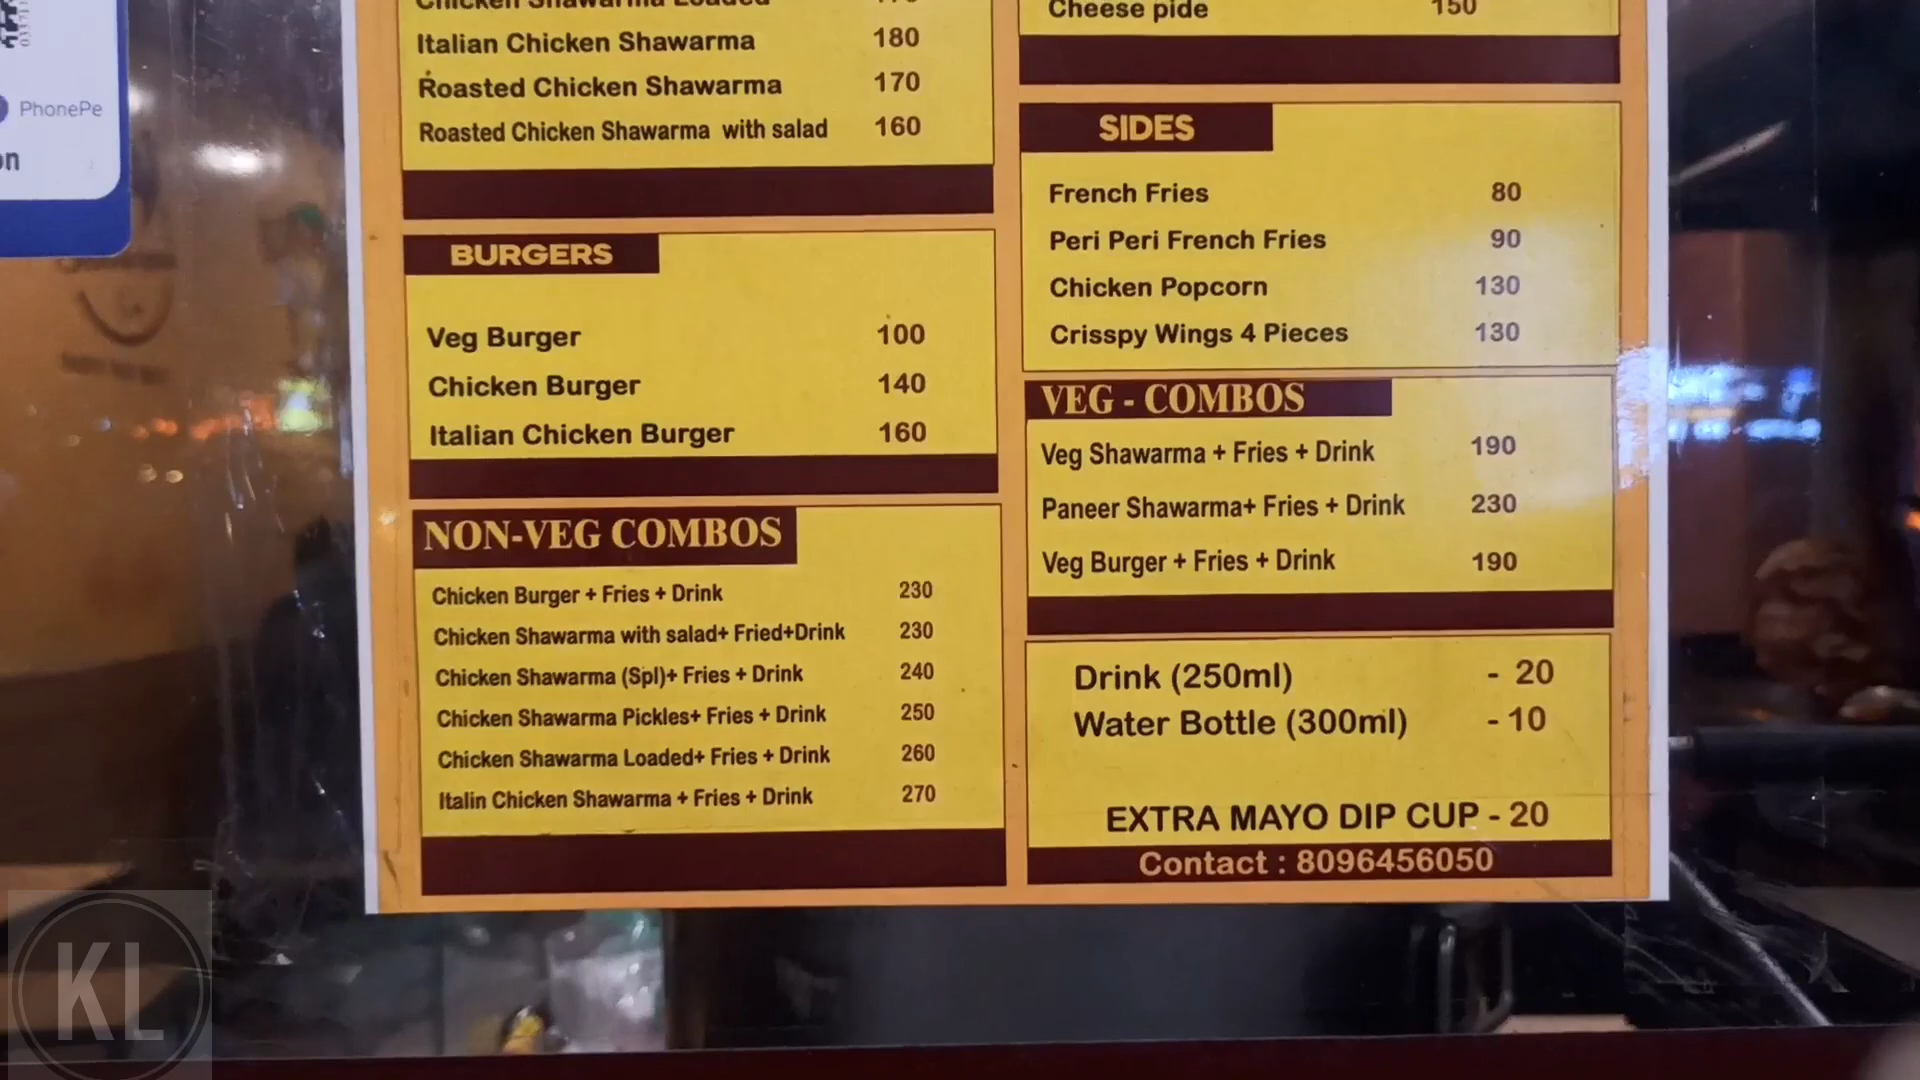 PhonePe
on
Chicken Shawarma Loaded
Italian Chicken Shawarma 180
Roasted Chicken Shawarma 170
Roasted Chicken Shawarma with salad 160
BURGERS
Veg Burger 100
Chicken Burger 140
Italian Chicken Burger 160
NON-VEG COMBOS
Chicken Burger + Fries + Drink 230
Chicken Shawarma with salad+ Fried+Drink 230
Chicken Shawarma (Spl)+ Fries + Drink 240
Chicken Shawarma Pickles+ Fries + Drink 250
Chicken Shawarma Loaded+ Fries + Drink 260
Italin Chicken Shawarma + Fries + Drink 270
Cheese pide 150
SIDES
French Fries 80
Peri Peri French Fries 90
Chicken Popcorn 130
Crisspy Wings 4 Pieces 130
VEG - COMBOS
Veg Shawarma + Fries + Drink 190
Paneer Shawarma+ Fries + Drink 230
Veg Burger + Fries + Drink 190
Drink (250ml) - 20
Water Bottle (300ml) - 10
EXTRA MAYO DIP CUP - 20
Contact : 8096456050
KL